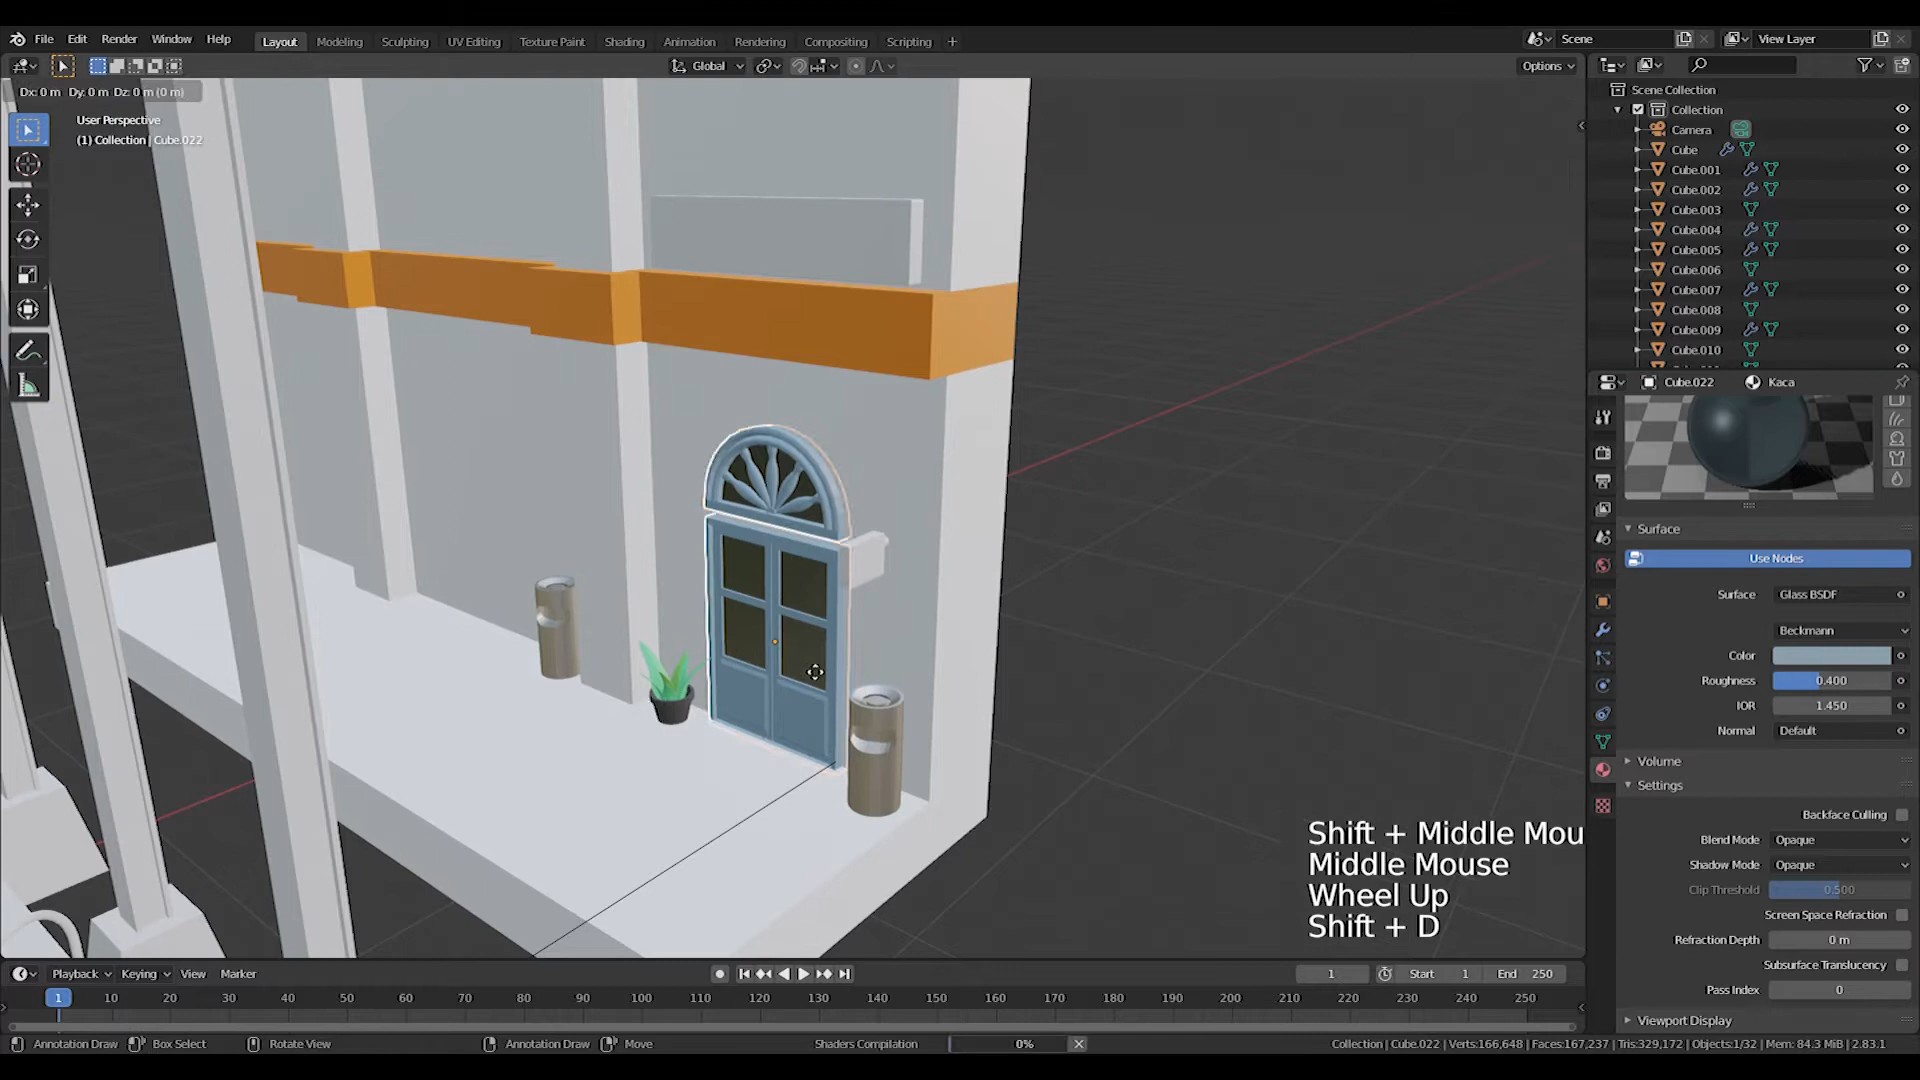 File Edit Render Window Help Layout Modeling Sculpting UV Editing Texture Paint Shading Animation Rendering Compositing Scripting + Scene View Layer
Global Options
Dx: 0 m Dy: 0 m Dz: 0 m (0 m)
User Perspective
(1) Collection | Cube.022
Scene Collection
Collection
Camera
Cube
Cube.001
Cube.002
Cube.003
Cube.004
Cube.005
Cube.006
Cube.007
Cube.008
Cube.009
Cube.010
Cube.022 Kaca
Surface
Use Nodes
Surface Glass BSDF
Beckmann
Color
Roughness 0.400
IOR 1.450
Normal Default
Volume
Settings
Backface Culling
Blend Mode Opaque
Shadow Mode Opaque
Clip Threshold 0.500
Screen Space Refraction
Refraction Depth 0 m
Subsurface Translucency
Pass Index 0
Viewport Display
Shift + Middle Mou
Middle Mouse
Wheel Up
Shift + D
Playback Keying View Marker 1 Start 1 End 250
1 10 20 30 40 50 60 70 80 90 100 110 120 130 140 150 160 170 180 190 200 210 220 230 240 250
Annotation Draw Box Select Rotate View Annotation Draw Move Shaders Compilation 0% Collection | Cube.022 | Verts:166,648 | Faces:167,237 | Tris:329,172 | Objects:1/32 | Mem: 84.3 MiB | 2.83.1